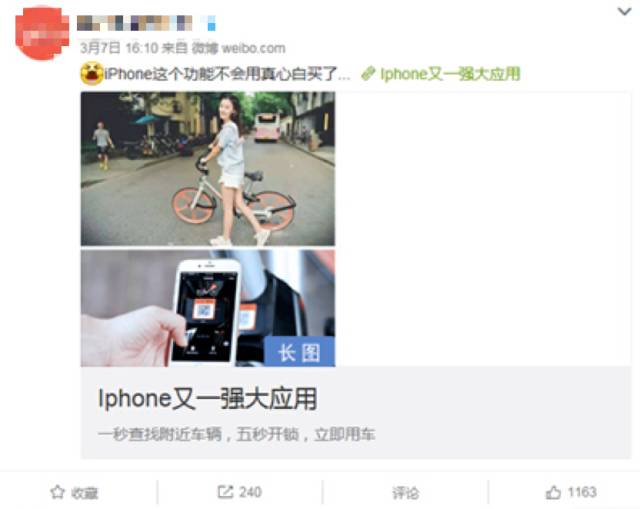 3月7日 16:10 来自 微博 weibo.com
iPhone这个功能不会用真心白买了... Iphone又一强大应用
长图
Iphone又一强大应用
一秒查找附近车辆，五秒开锁，立即用车
收藏 240 评论 1163